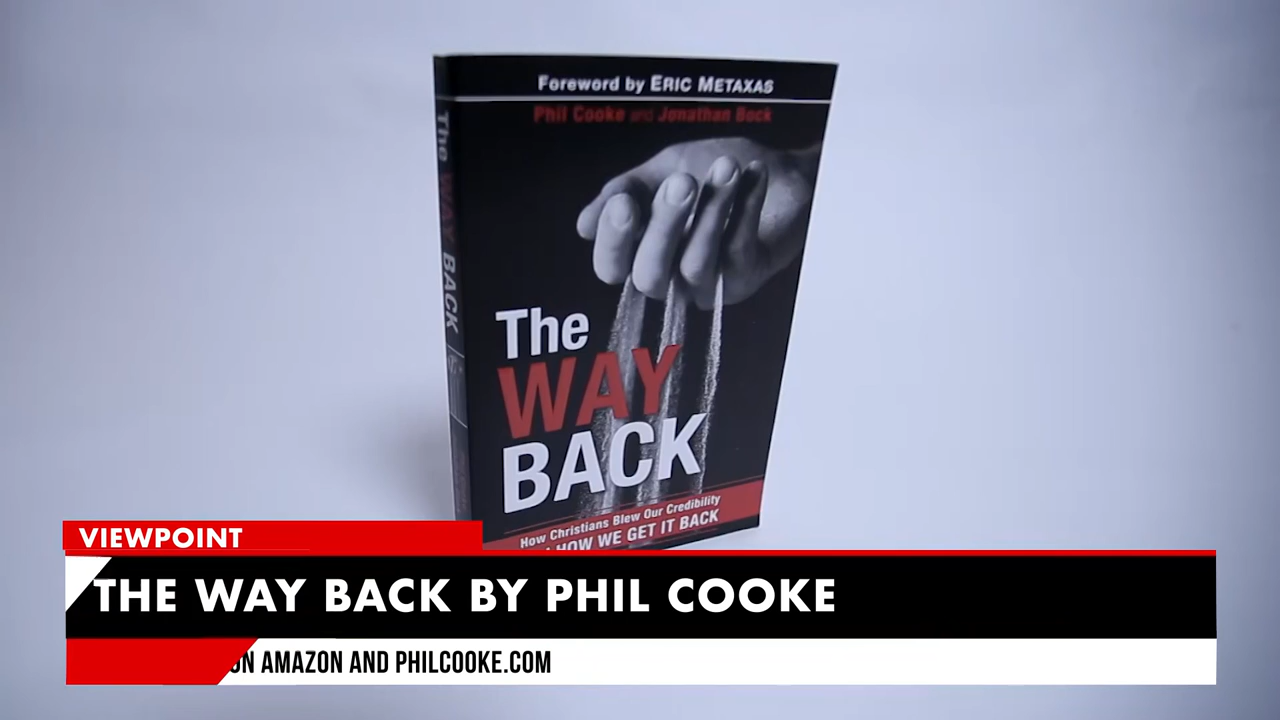 Foreword by ERIC METAXAS
Phil Cooke and Jonathan Bock
The WAY BACK
The
WAY
BACK
How Christians Blew Our Credibility
HOW WE GET IT BACK
VIEWPOINT
THE WAY BACK BY PHIL COOKE
ON AMAZON AND PHILCOOKE.COM